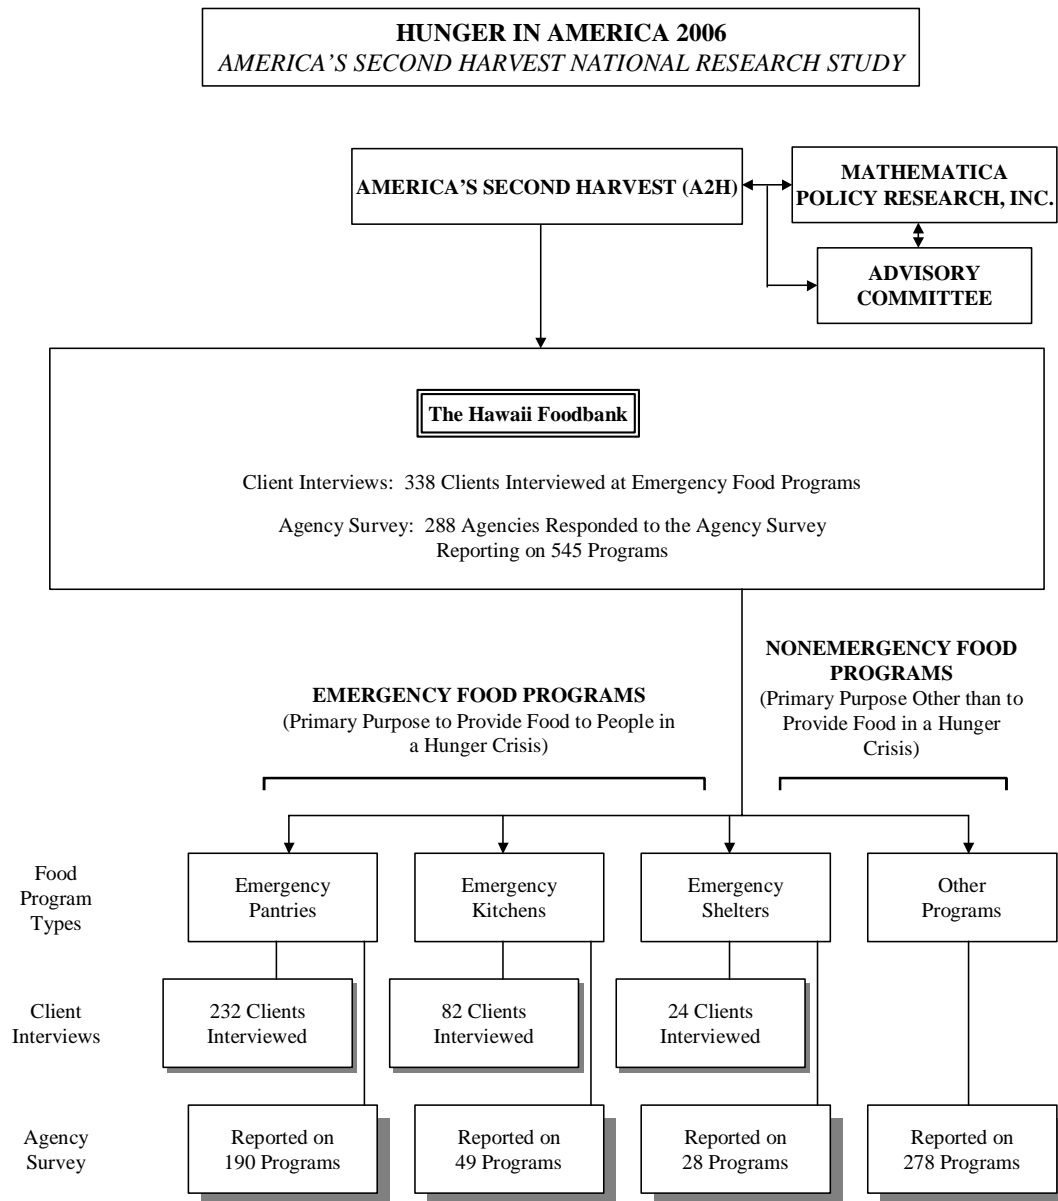 HUNGER IN AMERICA 2006
AMERICA'S SECOND HARVEST NATIONAL RESEARCH STUDY
AMERICA'S SECOND HARVEST (A2H)
MATHEMATICA
POLICY RESEARCH, INC.
ADVISORY
COMMITTEE
The Hawaii Foodbank
Client Interviews: 338 Clients Interviewed at Emergency Food Programs
Agency Survey: 288 Agencies Responded to the Agency Survey
Reporting on 545 Programs
EMERGENCY FOOD PROGRAMS
(Primary Purpose to Provide Food to People in
a Hunger Crisis)
NONEMERGENCY FOOD
PROGRAMS
(Primary Purpose Other than to
Provide Food in a Hunger
Crisis)
Food
Program
Types
Emergency
Pantries
Emergency
Kitchens
Emergency
Shelters
Other
Programs
Client
Interviews
232 Clients
Interviewed
82 Clients
Interviewed
24 Clients
Interviewed
Agency
Survey
Reported on
190 Programs
Reported on
49 Programs
Reported on
28 Programs
Reported on
278 Programs